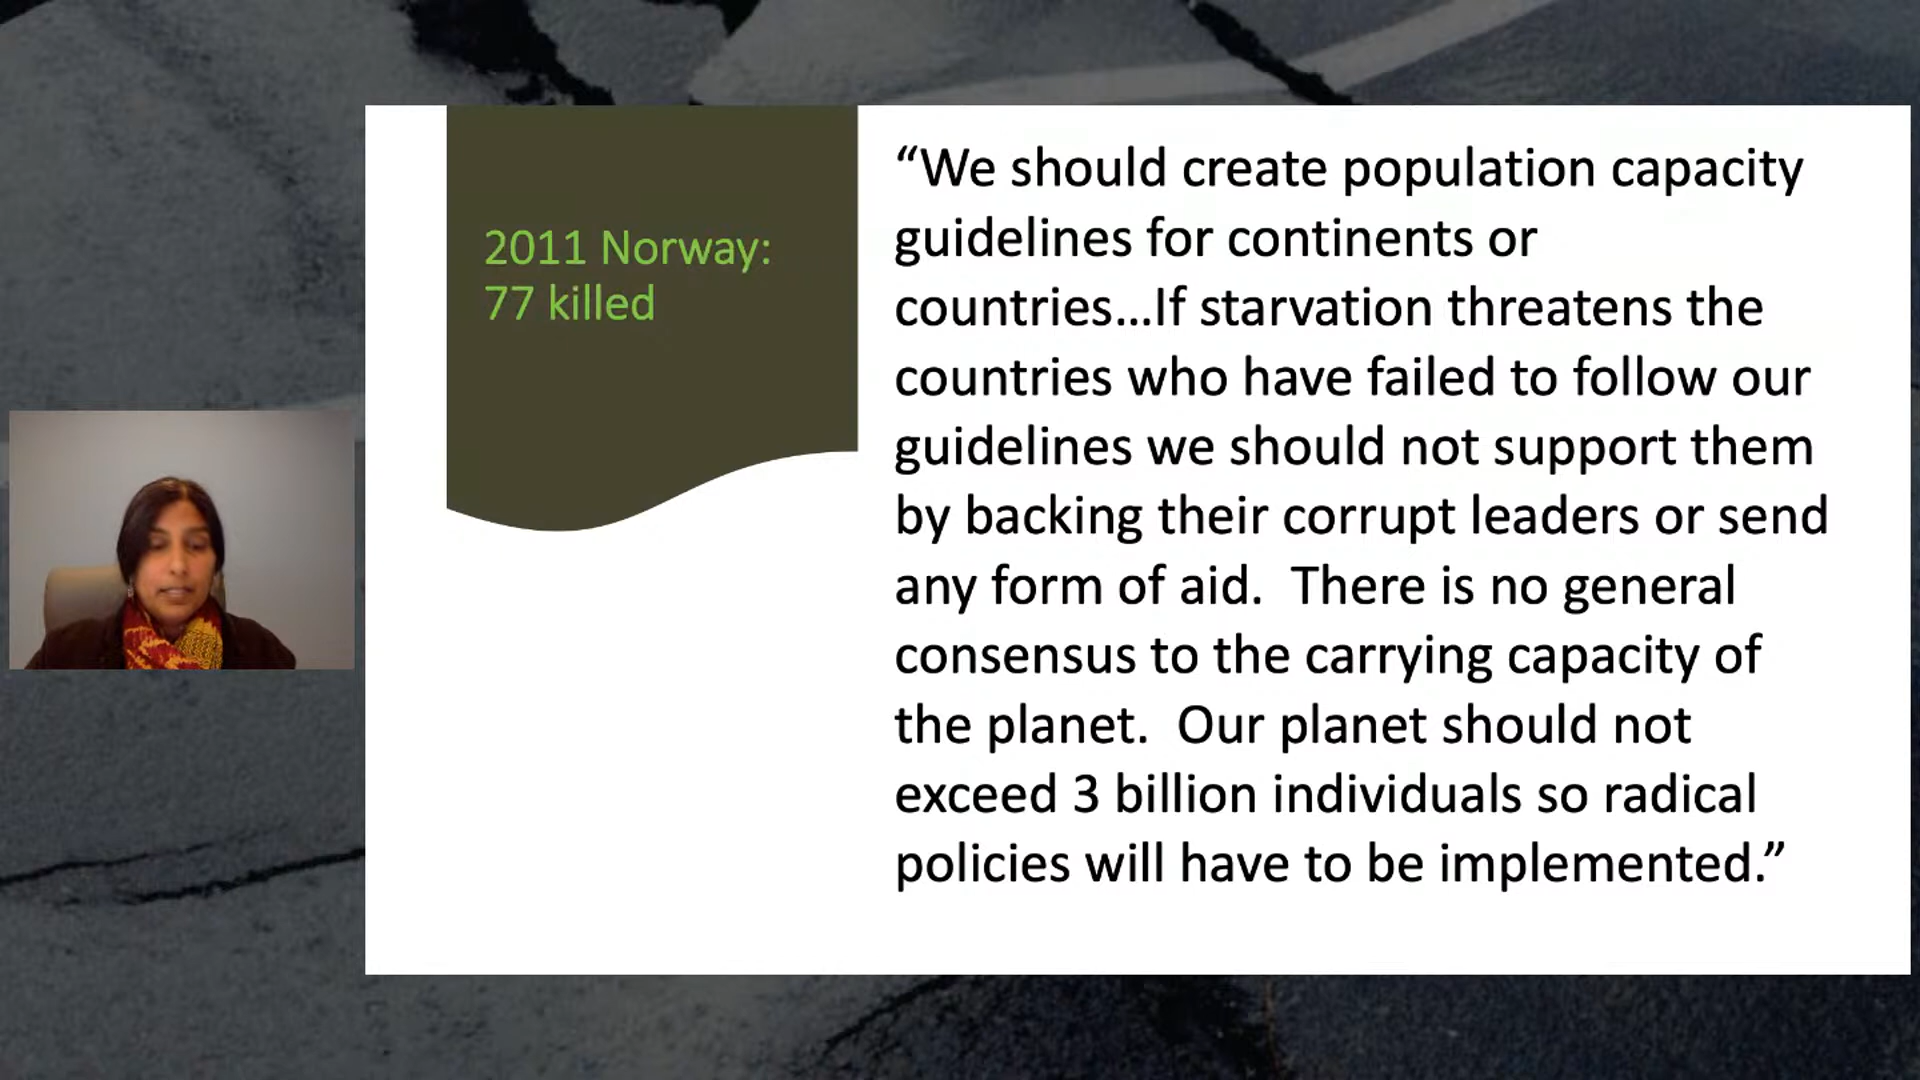 2011 Norway:
77 killed
“We should create population capacity
guidelines for continents or
countries…If starvation threatens the
countries who have failed to follow our
guidelines we should not support them
by backing their corrupt leaders or send
any form of aid.  There is no general
consensus to the carrying capacity of
the planet.  Our planet should not
exceed 3 billion individuals so radical
policies will have to be implemented.”